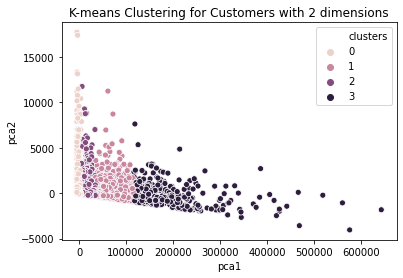 K-means Clustering for Customers with 2 dimensions
clusters
0
1
2
3
15000
10000
5000
0
−5000
pca2
0 100000 200000 300000 400000 500000 600000
pca1